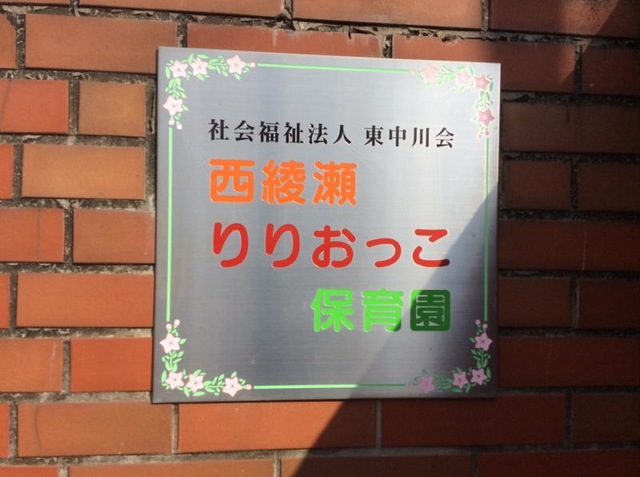 社会福祉法人 東中川会
西綾瀬
りりおっこ
保育園